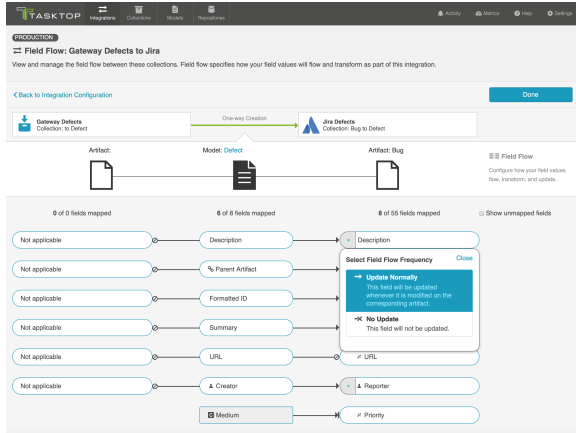 TASKTOP
Integrations
Collections
Models
Repositories
Activity
Metrics
Help
Settings
PRODUCTION
Field Flow: Gateway Defects to Jira
View and manage the field flow between these collections. Field flow specifies how your field values will flow and transform as part of this integration.
Back to Integration Configuration
Done
Gateway Defects
Collection: to Defect
One-way Creation
Jira Defects
Collection: Bug to Defect
Artifact:
Model: Defect
Artifact: Bug
Field Flow
Configure how your field values
flow, transform, and update.
0 of 0 fields mapped
6 of 8 fields mapped
8 of 55 fields mapped
Show unmapped fields
Not applicable
Description
Description
Select Field Flow Frequency
Close
Update Normally
This field will be updated
whenever it is modified on the
corresponding artifact.
No Update
This field will not be updated.
Not applicable
Parent Artifact
Not applicable
Formatted ID
Not applicable
Summary
Not applicable
URL
URL
Not applicable
Creator
Reporter
C Medium
Priority